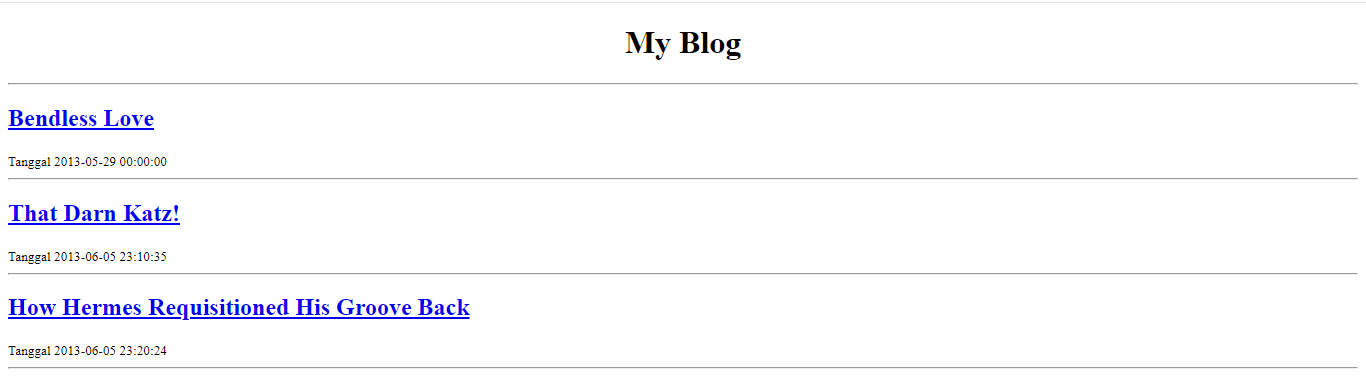 My Blog
Bendless Love
Tanggal 2013-05-29 00:00:00
That Darn Katz!
Tanggal 2013-06-05 23:10:35
How Hermes Requisitioned His Groove Back
Tanggal 2013-06-05 23:20:24